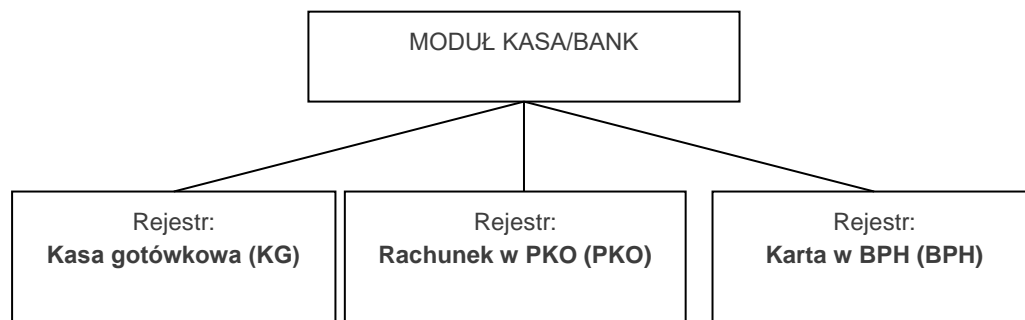 MODUŁ KASA/BANK
Rejestr:
Kasa gotówkowa (KG)
Rejestr:
Rachunek w PKO (PKO)
Rejestr:
Karta w BPH (BPH)